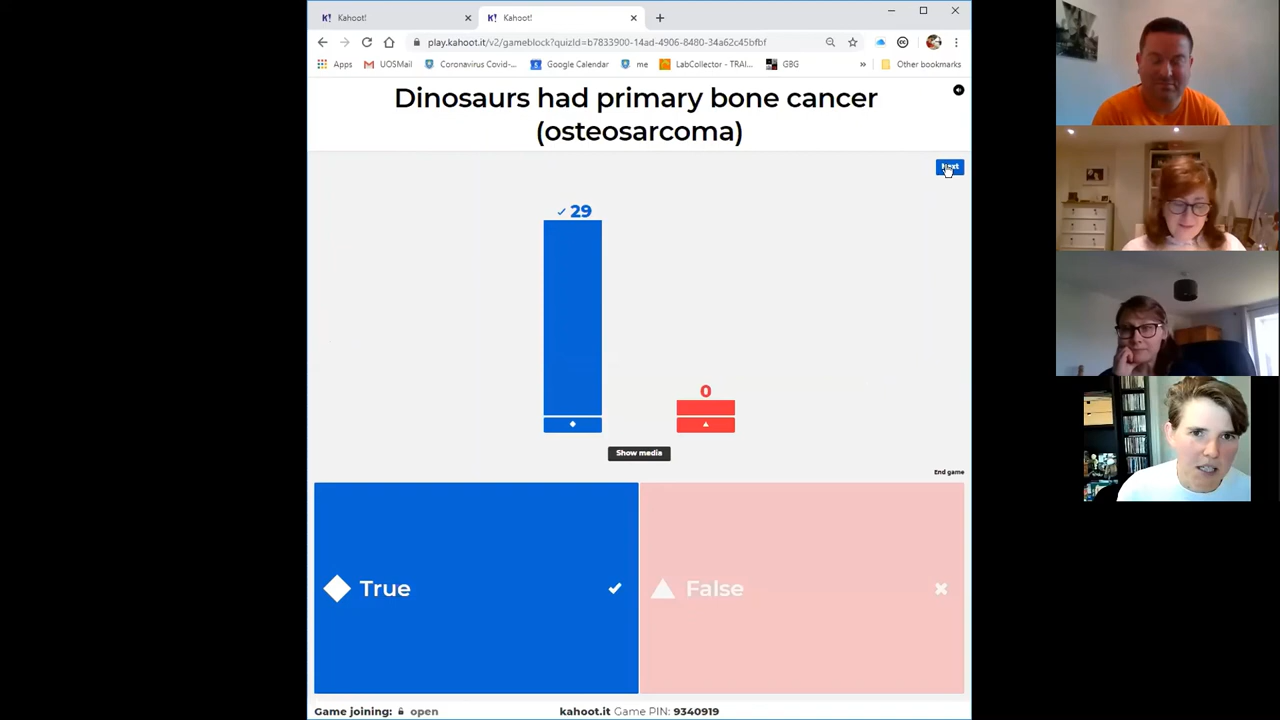 Kahoot!
Kahoot!
play.kahoot.it/v2/gameblock?quizId=b7833900-14ad-4906-8480-34a62c45bfbf
Apps UOSMail Coronavirus Covid-... Google Calendar me LabCollector - TRAI... GBG » Other bookmarks
Dinosaurs had primary bone cancer
(osteosarcoma)
Next
29
0
Show media
End game
True
False
Game joining: open kahoot.it Game PIN: 9340919